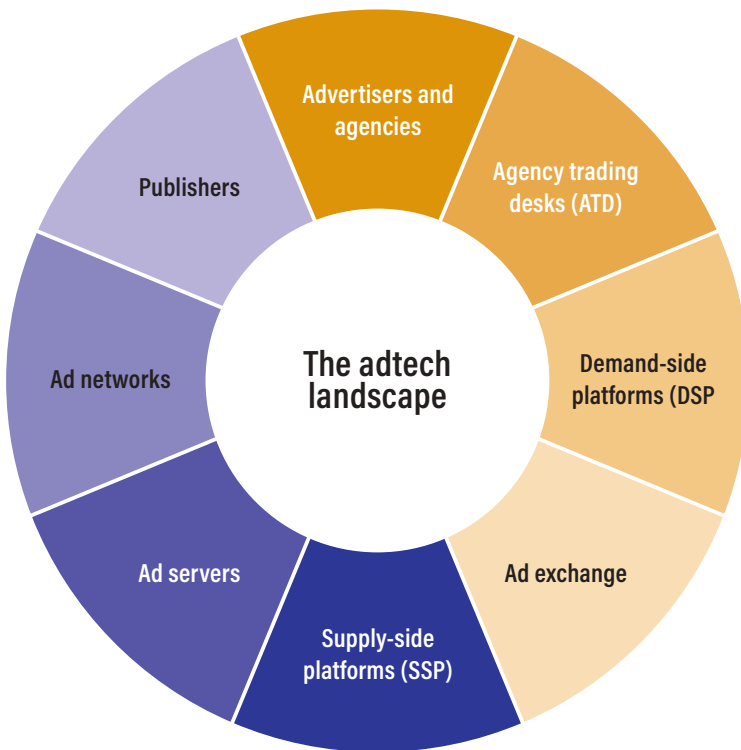 The adtech
landscape
Advertisers and
agencies
Agency trading
desks (ATD)
Demand-side
platforms (DSP
Ad exchange
Supply-side
platforms (SSP)
Ad servers
Ad networks
Publishers